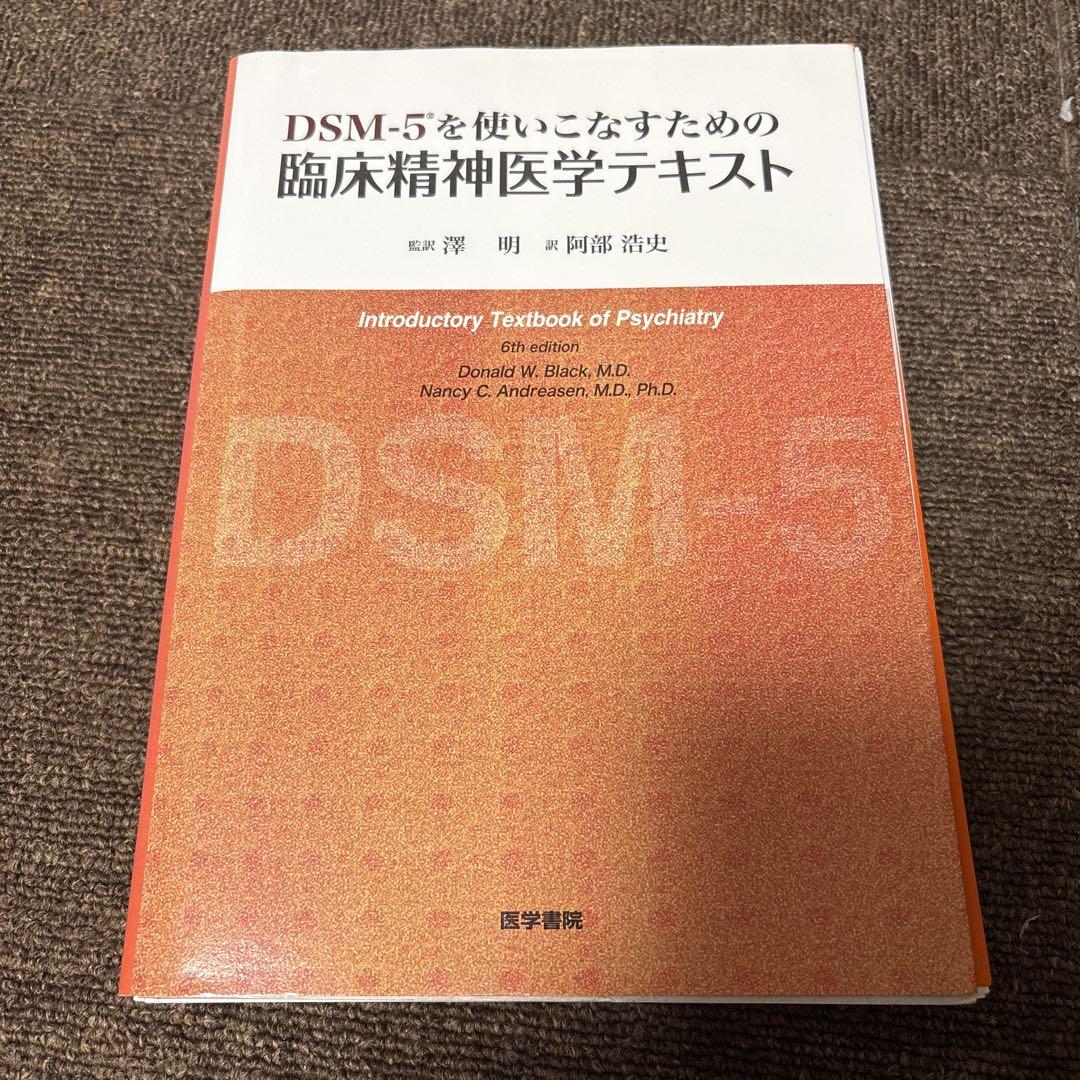 DSM-5®を使いこなすための
臨床精神医学テキスト
監訳 澤 明 訳 阿部 浩史
Introductory Textbook of Psychiatry
6th edition
Donald W. Black, M.D.
Nancy C. Andreasen, M.D., Ph.D.
DSM-5
医学書院